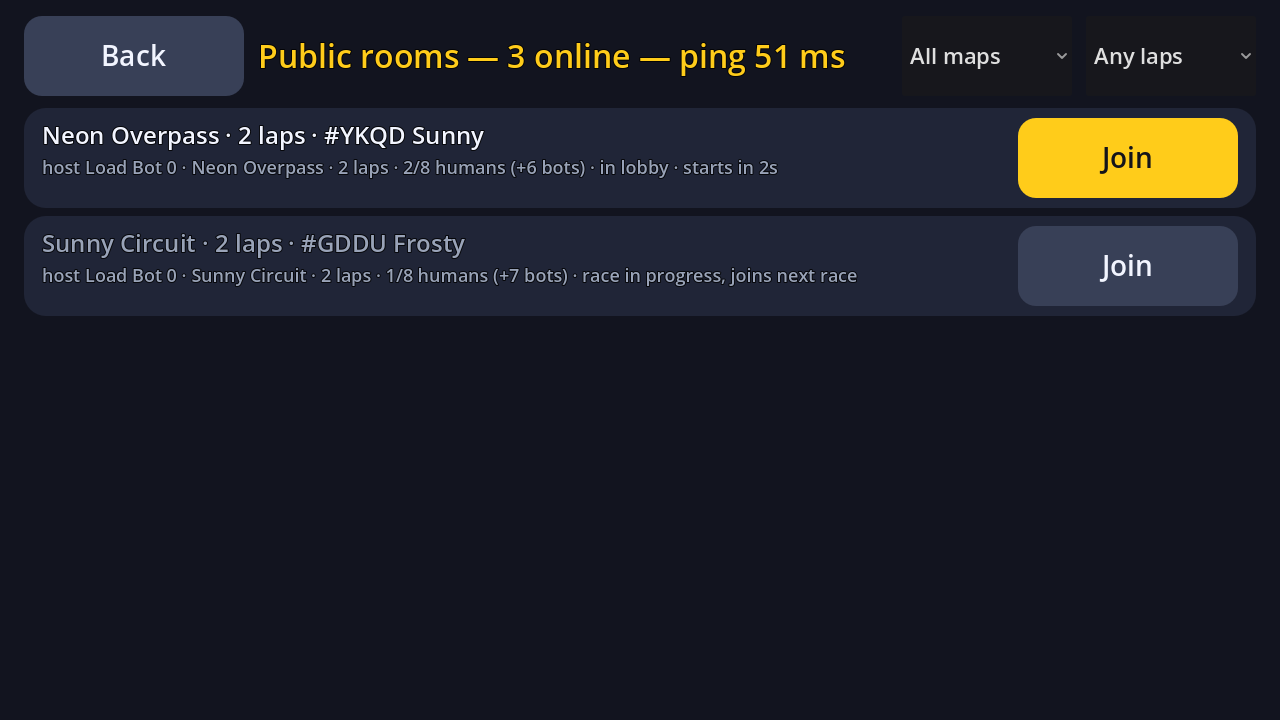 Back
Public rooms — 3 online — ping 51 ms
All maps
Any laps
Neon Overpass · 2 laps · #YKQD Sunny
host Load Bot 0 · Neon Overpass · 2 laps · 2/8 humans (+6 bots) · in lobby · starts in 2s
Join
Sunny Circuit · 2 laps · #GDDU Frosty
host Load Bot 0 · Sunny Circuit · 2 laps · 1/8 humans (+7 bots) · race in progress, joins next race
Join